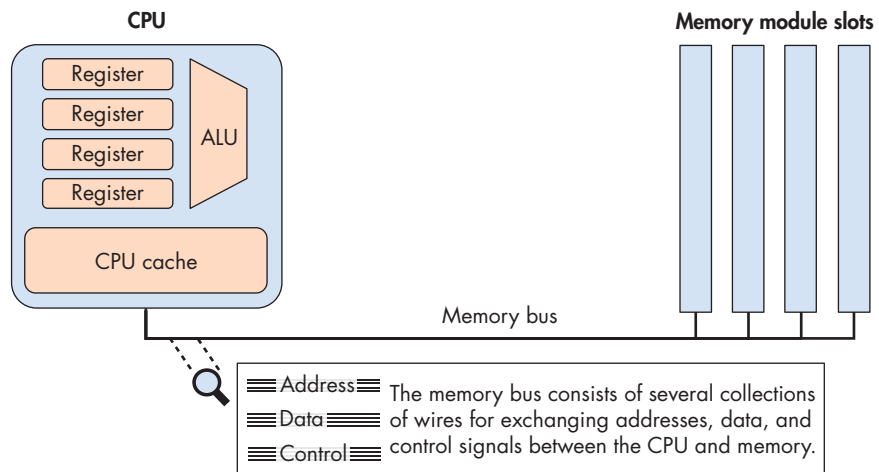 CPU
Memory module slots
Register
Register
Register
Register
ALU
CPU cache
Memory bus
Address
Data
Control
The memory bus consists of several collections
of wires for exchanging addresses, data, and
control signals between the CPU and memory.